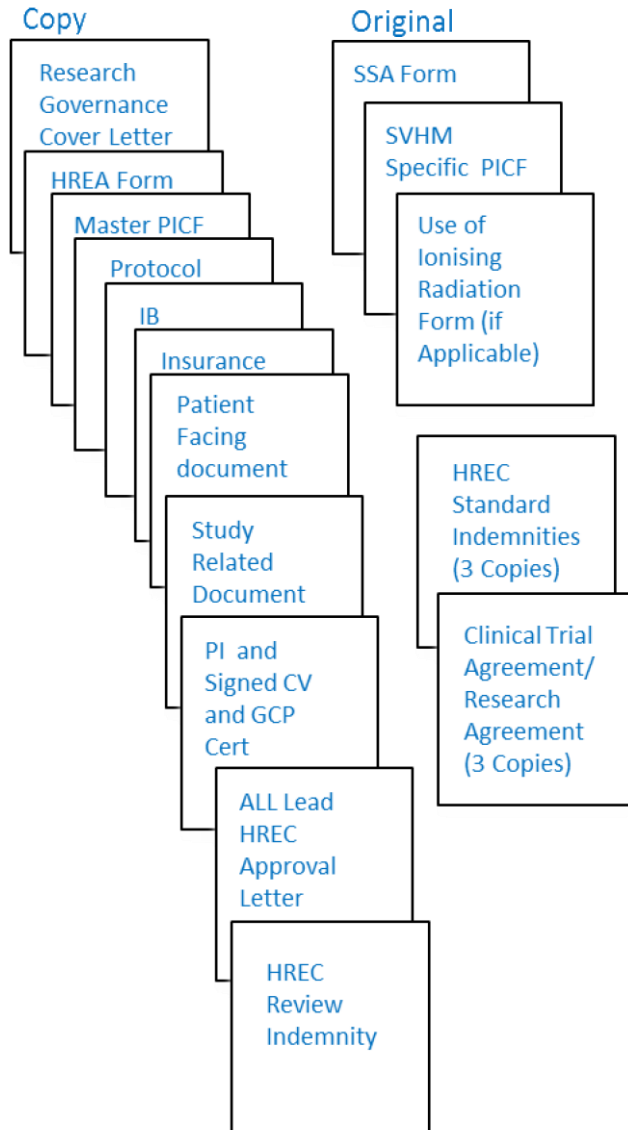 Copy
Research
Governance
Cover Letter
HREA Form
Master PICF
Protocol
IB
Insurance
Patient
Facing
document
Study
Related
Document
PI and
Signed CV
and GCP
Cert
ALL Lead
HREC
Approval
Letter
HREC
Review
Indemnity
Original
SSA Form
SVHM
Specific PICF
Use of
Ionising
Radiation
Form (if
Applicable)
HREC
Standard
Indemnities
(3 Copies)
Clinical Trial
Agreement/
Research
Agreement
(3 Copies)